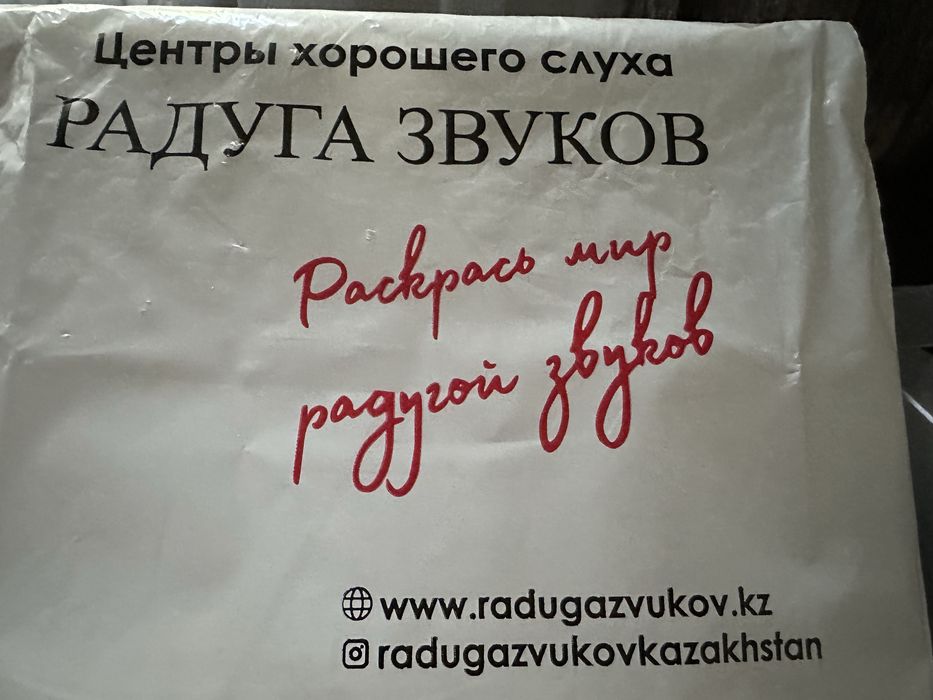 Центры хорошего слуха
РАДУГА ЗВУКОВ
Раскрась мир
радугой звуков
www.radugazvukov.kz
radugazvukovkazakhstan